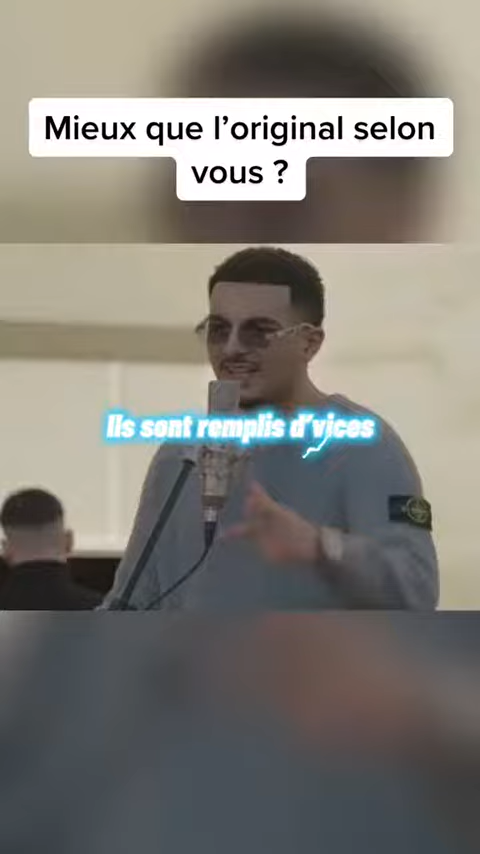 Mieux que l’original selon
vous ?
Ils sont remplis d’vices